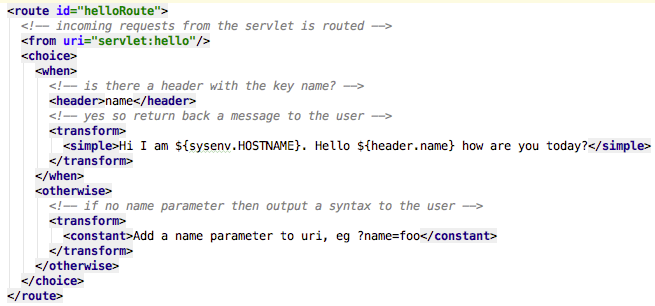 <route id="helloRoute">
<!-- incoming requests from the servlet is routed -->
<from uri="servlet:hello"/>
<choice>
<when>
<!-- is there a header with the key name? -->
<header>name</header>
<!-- yes so return back a message to the user -->
<transform>
<simple>Hi I am ${sysenv.HOSTNAME}. Hello ${header.name} how are you today?</simple>
</transform>
</when>
<otherwise>
<!-- if no name parameter then output a syntax to the user -->
<transform>
<constant>Add a name parameter to uri, eg ?name=foo</constant>
</transform>
</otherwise>
</choice>
</route>